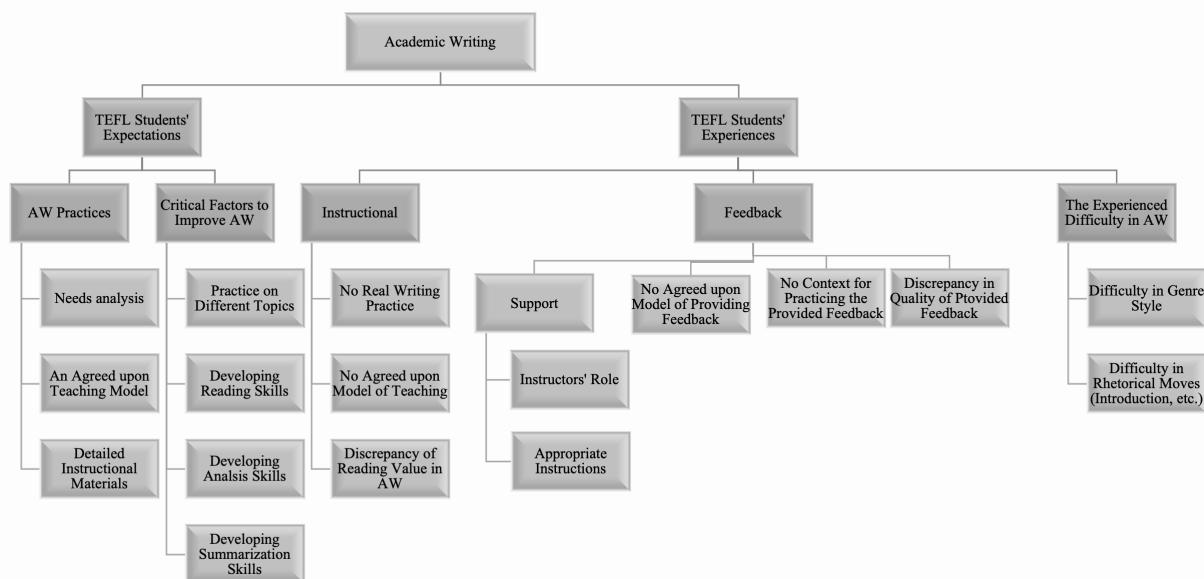 Academic Writing
TEFL Students'
Expectations
TEFL Students'
Experiences
AW Practices
Critical Factors to
Improve AW
Instructional
Feedback
The Experienced
Difficulty in AW
Needs analysis
An Agreed upon
Teaching Model
Detailed
Instructional
Materials
Practice on
Different Topics
Developing
Reading Skills
Developing
Analsis Skills
Developing
Summarization
Skills
No Real Writing
Practice
No Agreed upon
Model of Teaching
Discrepancy of
Reading Value in
AW
Support
Instructors' Role
Appropriate
Instructions
No Agreed upon
Model of Providing
Feedback
No Context for
Practicing the
Provided Feedback
Discrepancy in
Quality of Ptovided
Feedback
Difficulty in Genre
Style
Difficulty in
Rhetorical Moves
(Introduction, etc.)